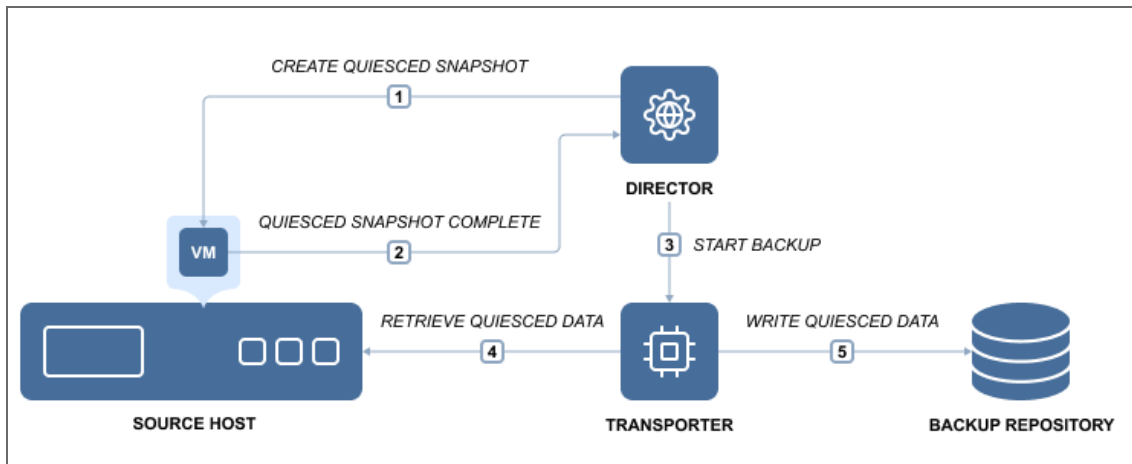 CREATE QUIESCED SNAPSHOT
1
DIRECTOR
QUIESCED SNAPSHOT COMPLETE
VM
2
3 START BACKUP
RETRIEVE QUIESCED DATA
4
WRITE QUIESCED DATA
5
SOURCE HOST
TRANSPORTER
BACKUP REPOSITORY